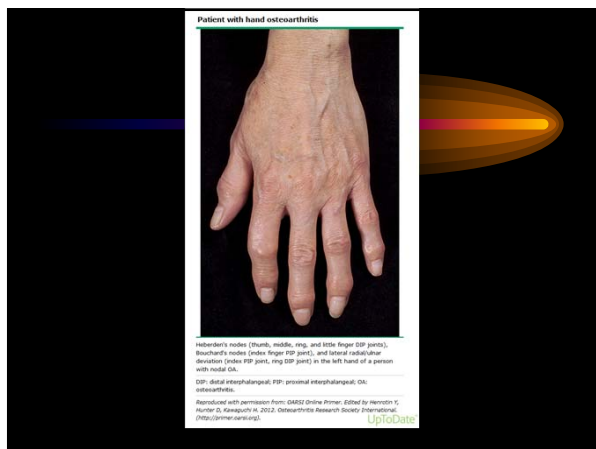 Patient with hand osteoarthritis
Heberden's nodes (thumb, middle, ring, and little finger DIP joints),
Bouchard's nodes (index finger PIP joint), and lateral radial/ulnar
deviation (index PIP joint, ring DIP joint) in the left hand of a person
with nodal OA.
DIP: distal interphalangeal; PIP: proximal interphalangeal; OA:
osteoarthritis.
Reproduced with permission from: OARSI Online Primer. Edited by Henrotin Y,
Hunter D, Kawaguchi H. 2012. Osteoarthritis Research Society International.
(http://primer.oarsi.org).
UpToDate